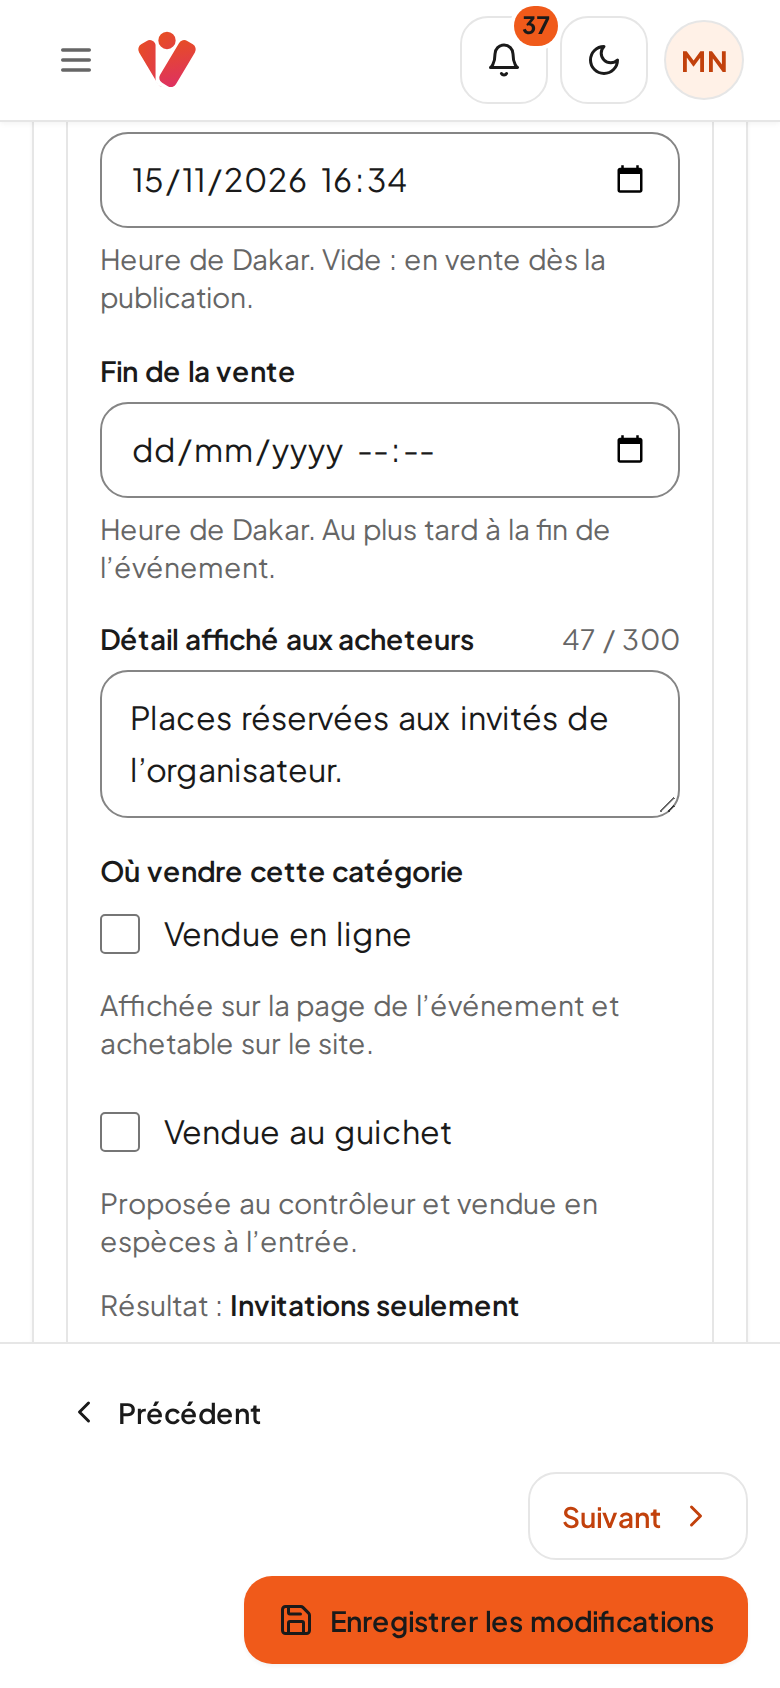 37
MN
15/11/2026 16:34
Heure de Dakar. Vide : en vente dès la
publication.
Fin de la vente
dd/mm/yyyy --:--
Heure de Dakar. Au plus tard à la fin de
l’événement.
Détail affiché aux acheteurs 47 / 300
Places réservées aux invités de
l’organisateur.
Où vendre cette catégorie
Vendue en ligne
Affichée sur la page de l’événement et
achetable sur le site.
Vendue au guichet
Proposée au contrôleur et vendue en
espèces à l’entrée.
Résultat : Invitations seulement
Précédent
Suivant
Enregistrer les modifications